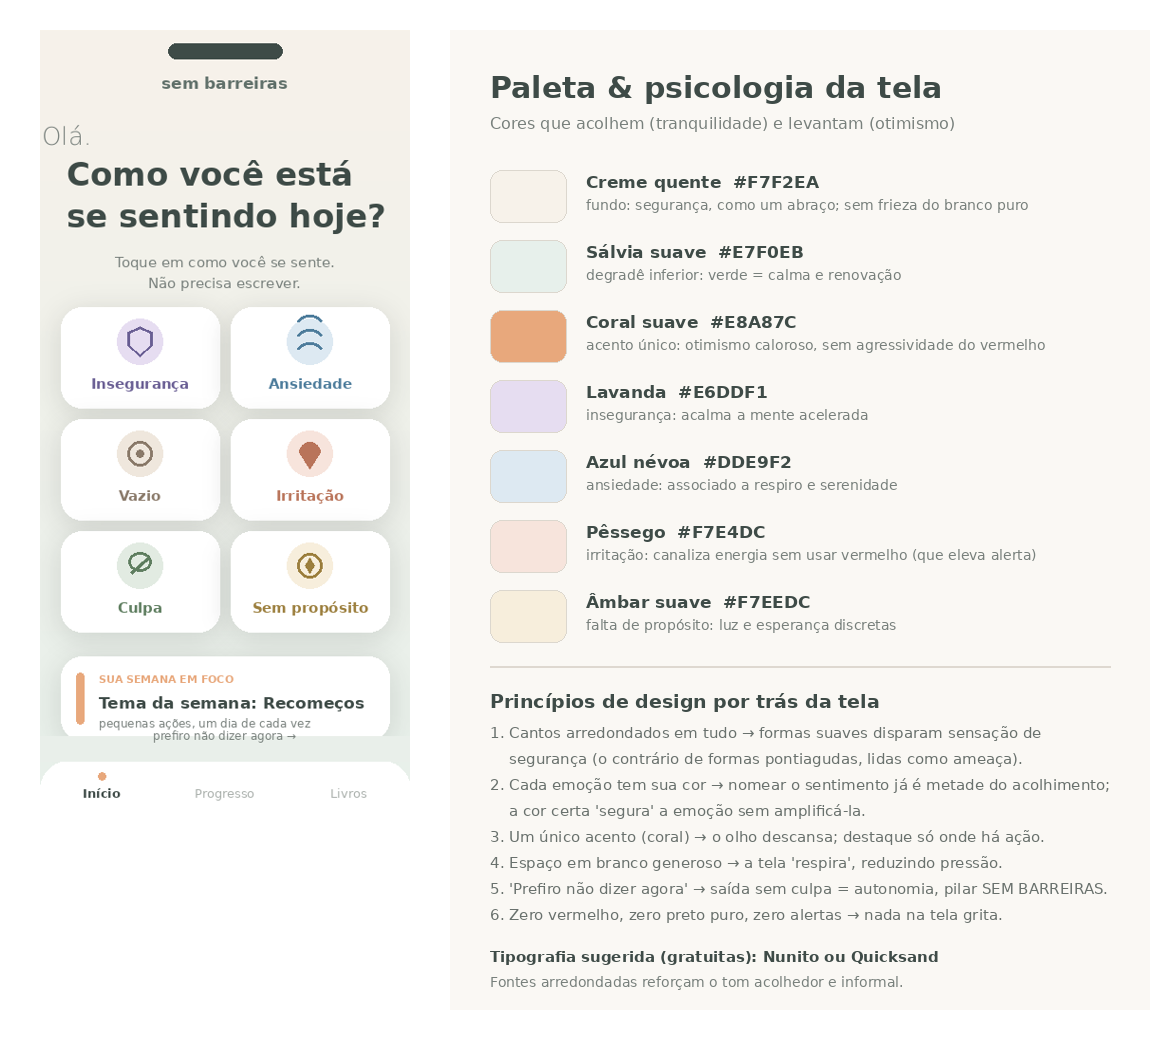 sem barreiras
Olá.
Como você está
se sentindo hoje?
Toque em como você se sente.
Não precisa escrever.
Insegurança
Ansiedade
Vazio
Irritação
Culpa
Sem propósito
SUA SEMANA EM FOCO
Tema da semana: Recomeços
pequenas ações, um dia de cada vez
prefiro não dizer agora →
Início
Progresso
Livros
Paleta & psicologia da tela
Cores que acolhem (tranquilidade) e levantam (otimismo)
Creme quente #F7F2EA
fundo: segurança, como um abraço; sem frieza do branco puro
Sálvia suave #E7F0EB
degradê inferior: verde = calma e renovação
Coral suave #E8A87C
acento único: otimismo caloroso, sem agressividade do vermelho
Lavanda #E6DDF1
insegurança: acalma a mente acelerada
Azul névoa #DDE9F2
ansiedade: associado a respiro e serenidade
Pêssego #F7E4DC
irritação: canaliza energia sem usar vermelho (que eleva alerta)
Âmbar suave #F7EEDC
falta de propósito: luz e esperança discretas
Princípios de design por trás da tela
1. Cantos arredondados em tudo → formas suaves disparam sensação de
segurança (o contrário de formas pontiagudas, lidas como ameaça).
2. Cada emoção tem sua cor → nomear o sentimento já é metade do acolhimento;
a cor certa 'segura' a emoção sem amplificá-la.
3. Um único acento (coral) → o olho descansa; destaque só onde há ação.
4. Espaço em branco generoso → a tela 'respira', reduzindo pressão.
5. 'Prefiro não dizer agora' → saída sem culpa = autonomia, pilar SEM BARREIRAS.
6. Zero vermelho, zero preto puro, zero alertas → nada na tela grita.
Tipografia sugerida (gratuitas): Nunito ou Quicksand
Fontes arredondadas reforçam o tom acolhedor e informal.